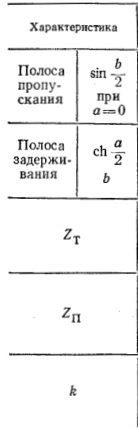 Характеристика
Полоса
пропу-
скания
sin b/2
при
a=0
Полоса
задержи-
вания
ch a/2
b
Z_T
Z_П
k